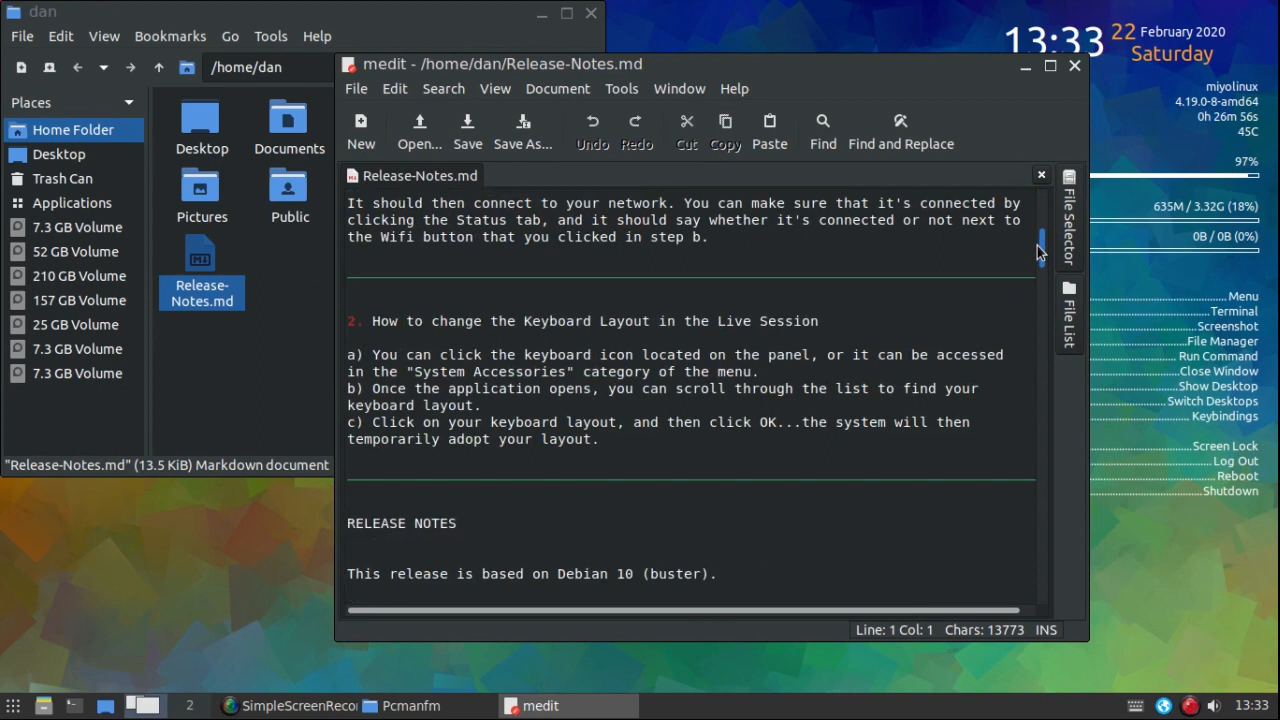 dan
File Edit View Bookmarks Go Tools Help
/home/dan
Places
Home Folder
Desktop
Trash Can
Applications
7.3 GB Volume
52 GB Volume
210 GB Volume
157 GB Volume
25 GB Volume
7.3 GB Volume
7.3 GB Volume
Desktop
Documents
Pictures
Public
Release-
Notes.md
"Release-Notes.md" (13.5 KiB) Markdown document
medit - /home/dan/Release-Notes.md
File Edit Search View Document Tools Window Help
New Open... Save Save As... Undo Redo Cut Copy Paste Find Find and Replace
Release-Notes.md
It should then connect to your network. You can make sure that it's connected by
clicking the Status tab, and it should say whether it's connected or not next to
the Wifi button that you clicked in step b.
2. How to change the Keyboard Layout in the Live Session
a) You can click the keyboard icon located on the panel, or it can be accessed
in the "System Accessories" category of the menu.
b) Once the application opens, you can scroll through the list to find your
keyboard layout.
c) Click on your keyboard layout, and then click OK...the system will then
temporarily adopt your layout.
RELEASE NOTES
This release is based on Debian 10 (buster).
File Selector
File List
Line: 1 Col: 1 Chars: 13773 INS
13:33 22 February 2020
Saturday
miyolinux
4.19.0-8-amd64
0h 26m 56s
45C
97%
635M / 3.32G (18%)
0B / 0B (0%)
Menu
Terminal
Screenshot
File Manager
Run Command
Close Window
Show Desktop
Switch Desktops
Keybindings
Screen Lock
Log Out
Reboot
Shutdown
2 SimpleScreenReco Pcmanfm medit 13:33